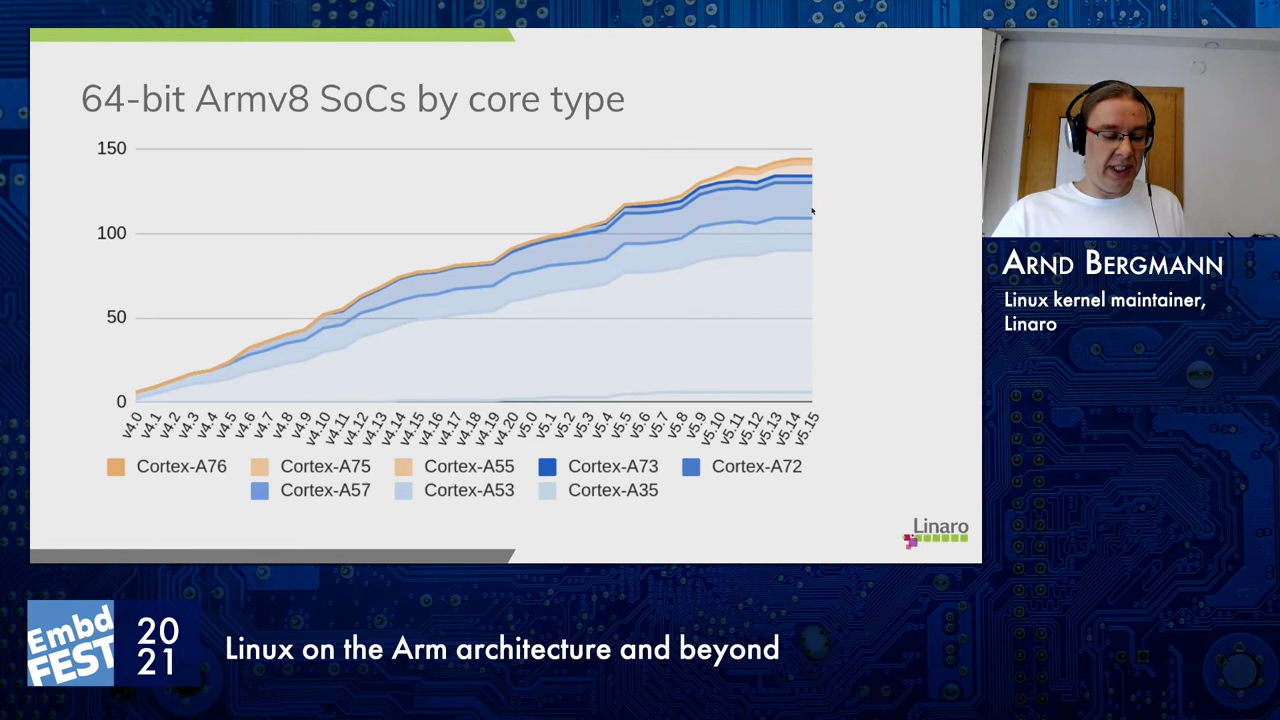 64-bit Armv8 SoCs by core type
150
100
50
0
v4.0 v4.1 v4.2 v4.3 v4.4 v4.5 v4.6 v4.7 v4.8 v4.9 v4.10 v4.11 v4.12 v4.13 v4.14 v4.15 v4.16 v4.17 v4.18 v4.19 v4.20 v5.0 v5.1 v5.2 v5.3 v5.4 v5.5 v5.6 v5.7 v5.8 v5.9 v5.10 v5.11 v5.12 v5.13 v5.14 v5.15
Cortex-A76 Cortex-A75 Cortex-A55 Cortex-A73 Cortex-A72
Cortex-A57 Cortex-A53 Cortex-A35
Linaro
ARND BERGMANN
Linux kernel maintainer,
Linaro
Embd
FEST
20
21
Linux on the Arm architecture and beyond